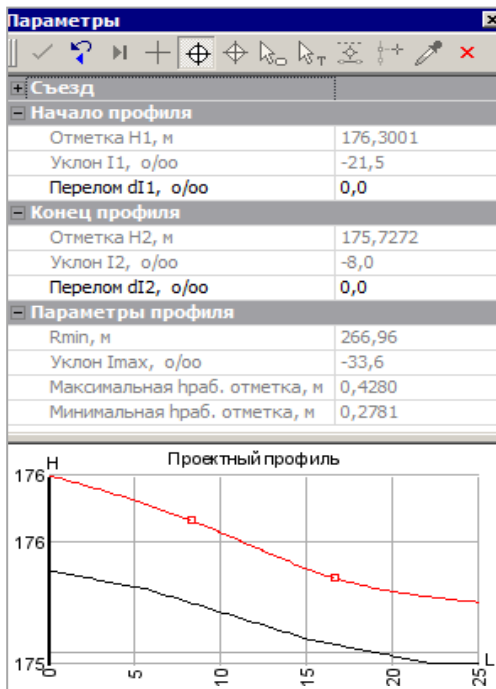 Параметры
Съезд
Начало профиля
Отметка H1, м 176,3001
Уклон I1, о/оо -21,5
Перелом dI1, о/оо 0,0
Конец профиля
Отметка H2, м 175,7272
Уклон I2, о/оо -8,0
Перелом dI2, о/оо 0,0
Параметры профиля
Rmin, м 266,96
Уклон Imax, о/оо -33,6
Максимальная hраб. отметка, м 0,4280
Минимальная hраб. отметка, м 0,2781
Проектный профиль
H
176
176
175
L
0 5 10 15 20 25